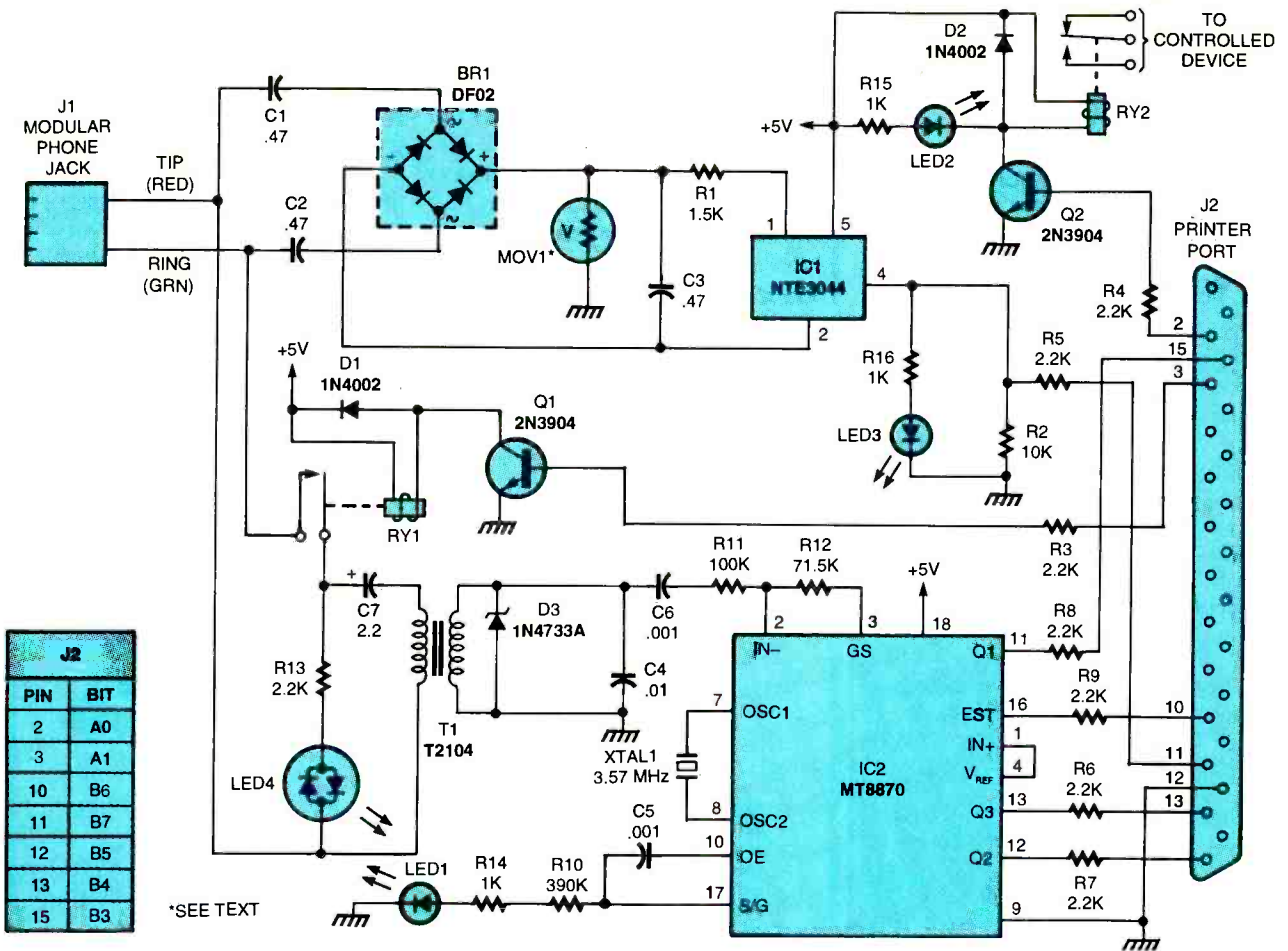 J1
MODULAR
PHONE
JACK
TIP
(RED)
RING
(GRN)
C1
.47
C2
.47
BR1
DF02
~
-
+
~
V
MOV1*
C3
.47
R1
1.5K
1
5
IC1
NTE3044
4
2
+5V
R15
1K
LED2
D2
1N4002
RY2
TO
CONTROLLED
DEVICE
Q2
2N3904
J2
PRINTER
PORT
R4
2.2K
2
15
3
R5
2.2K
R16
1K
LED3
R2
10K
+5V
D1
1N4002
Q1
2N3904
RY1
R3
2.2K
+
C7
2.2
R13
2.2K
LED4
T1
T2104
D3
1N4733A
C4
.01
C6
.001
R11
100K
R12
71.5K
+5V
2
3
18
IN–
GS
Q1
11
R8
2.2K
7
OSC1
XTAL1
3.57 MHz
8
OSC2
IC2
MT8870
EST
16
R9
2.2K
10
IN+
1
VREF
4
11
12
13
Q3
13
R6
2.2K
Q2
12
R7
2.2K
9
C5
.001
10
OE
17
S/G
LED1
R14
1K
R10
390K
*SEE TEXT
J2
PIN BIT
2 A0
3 A1
10 B6
11 B7
12 B5
13 B4
15 B3